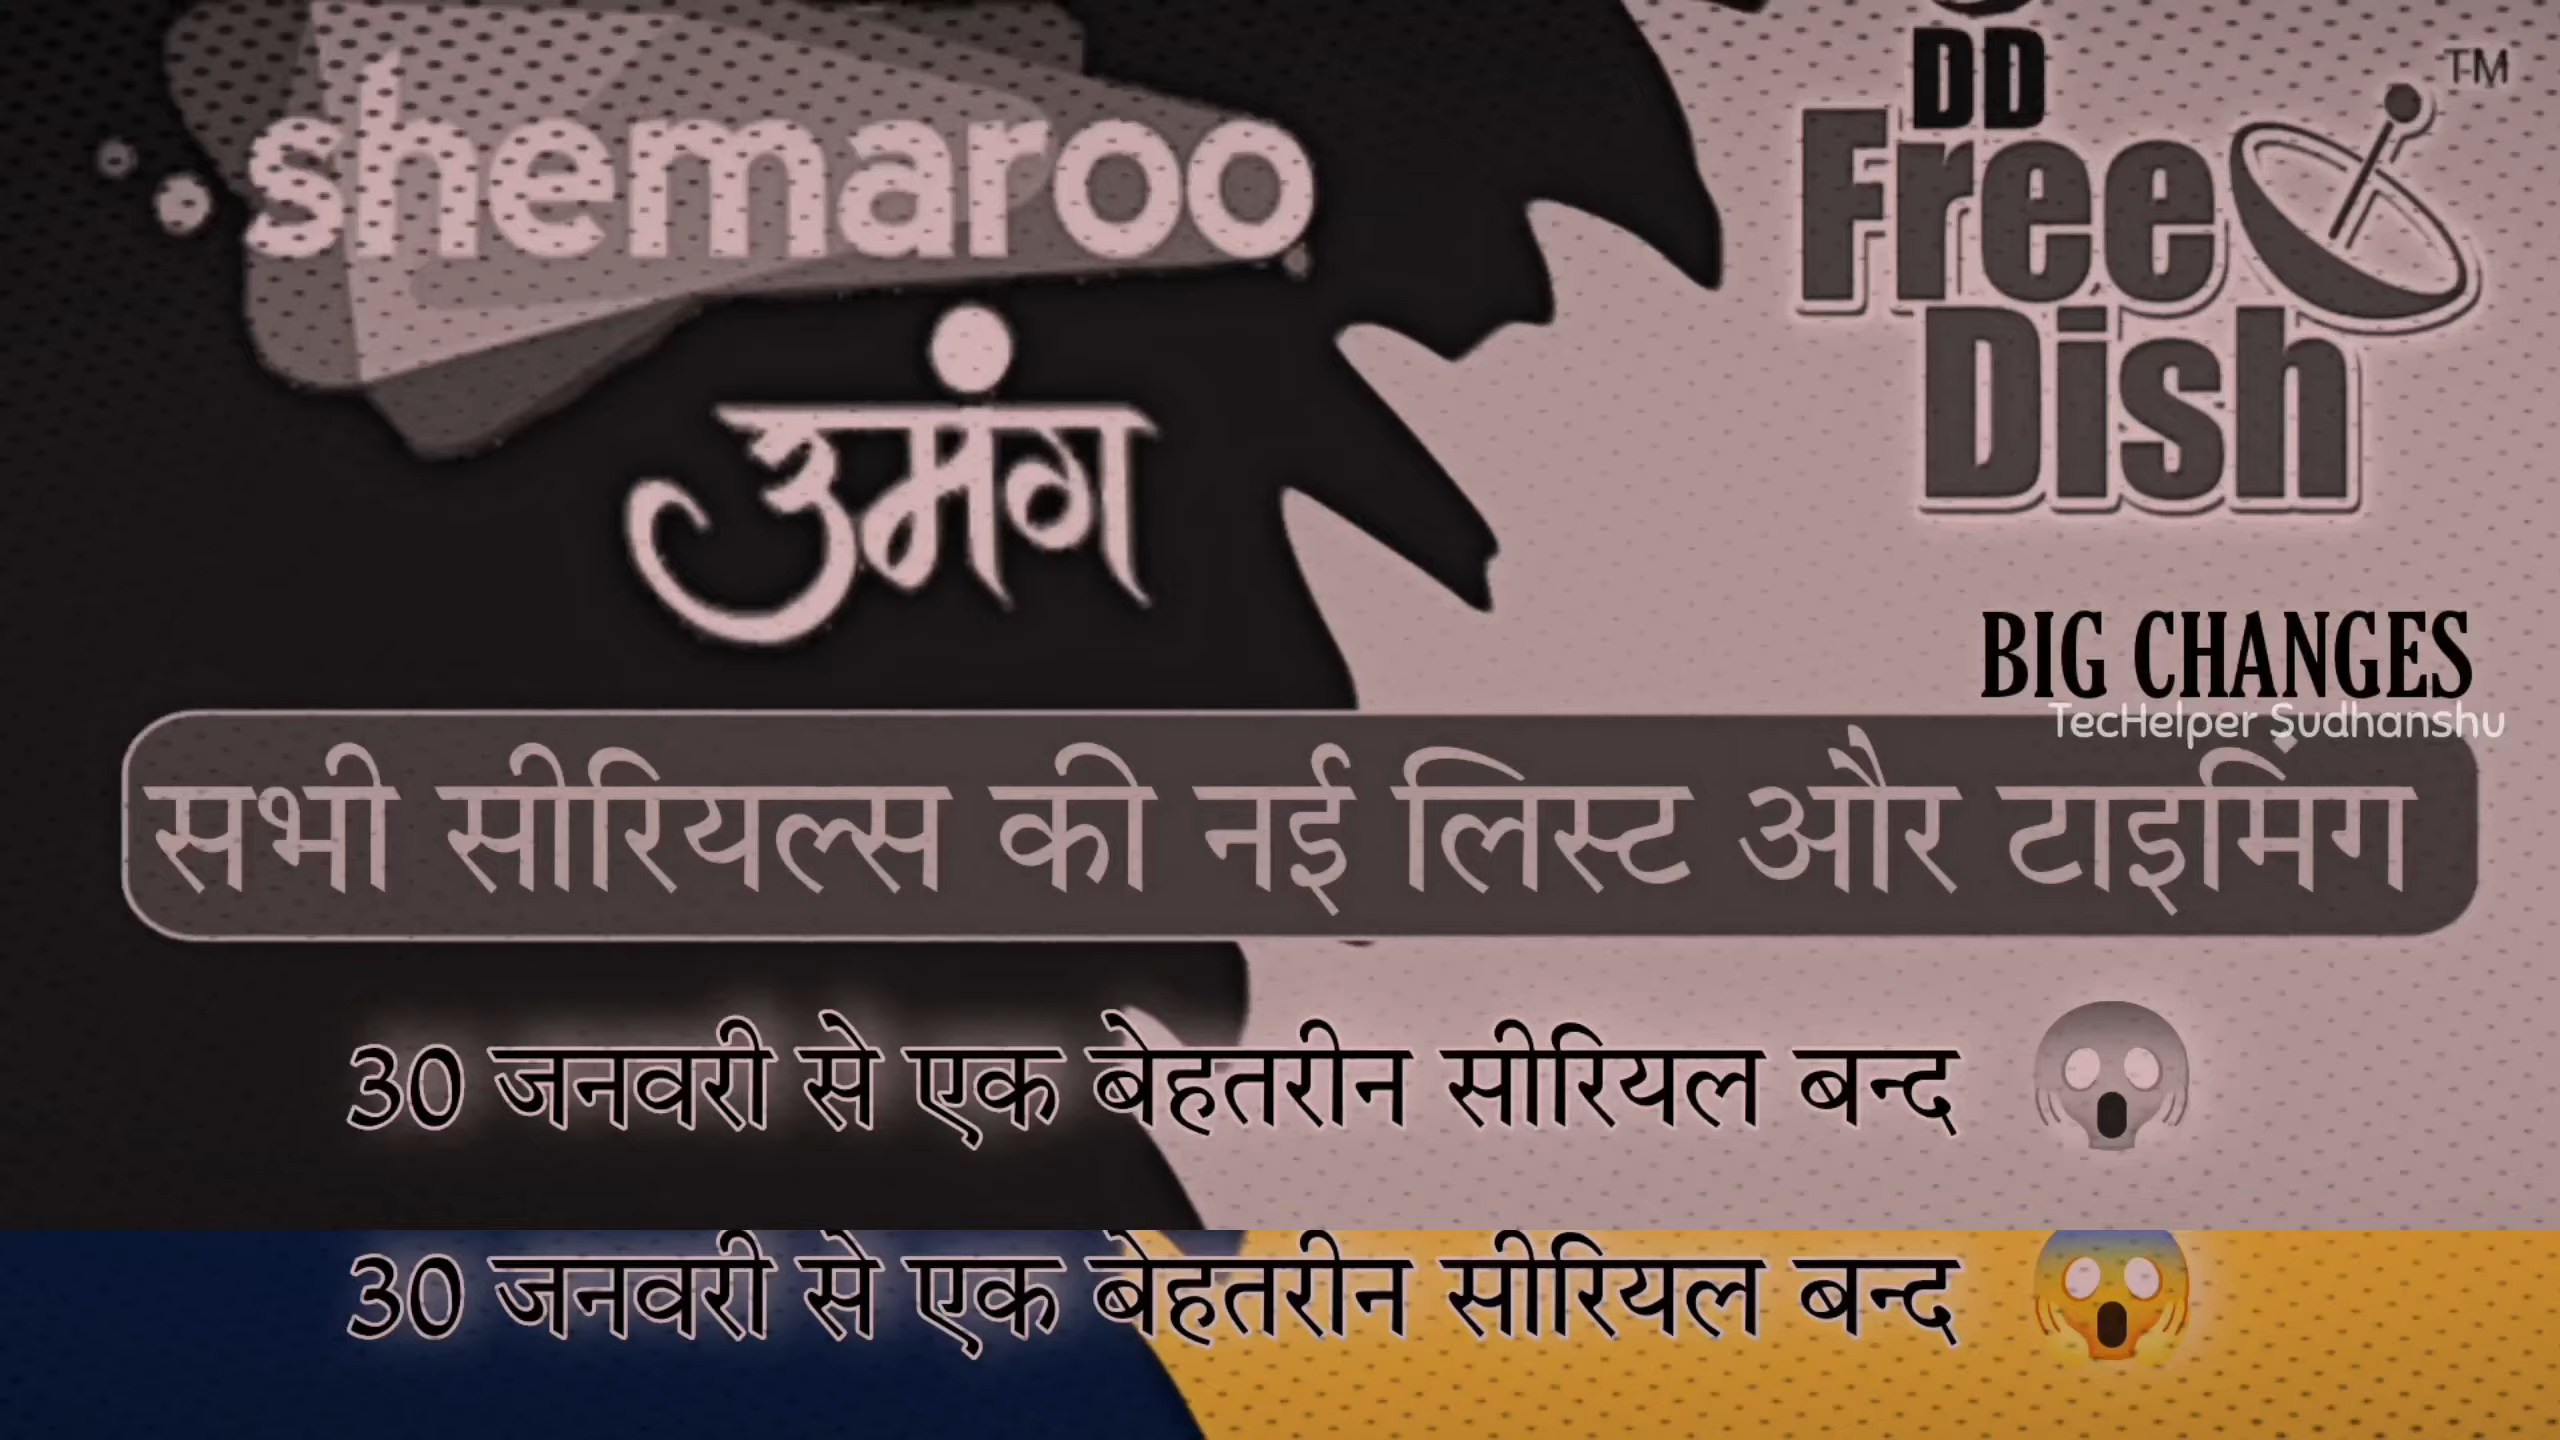 shemaroo
उमंग
DD
Free
Dish
TM
BIG CHANGES
TecHelper Sudhanshu
सभी सीरियल्स की नई लिस्ट और टाइमिंग
30 जनवरी से एक बेहतरीन सीरियल बन्द 😱
30 जनवरी से एक बेहतरीन सीरियल बन्द 😱